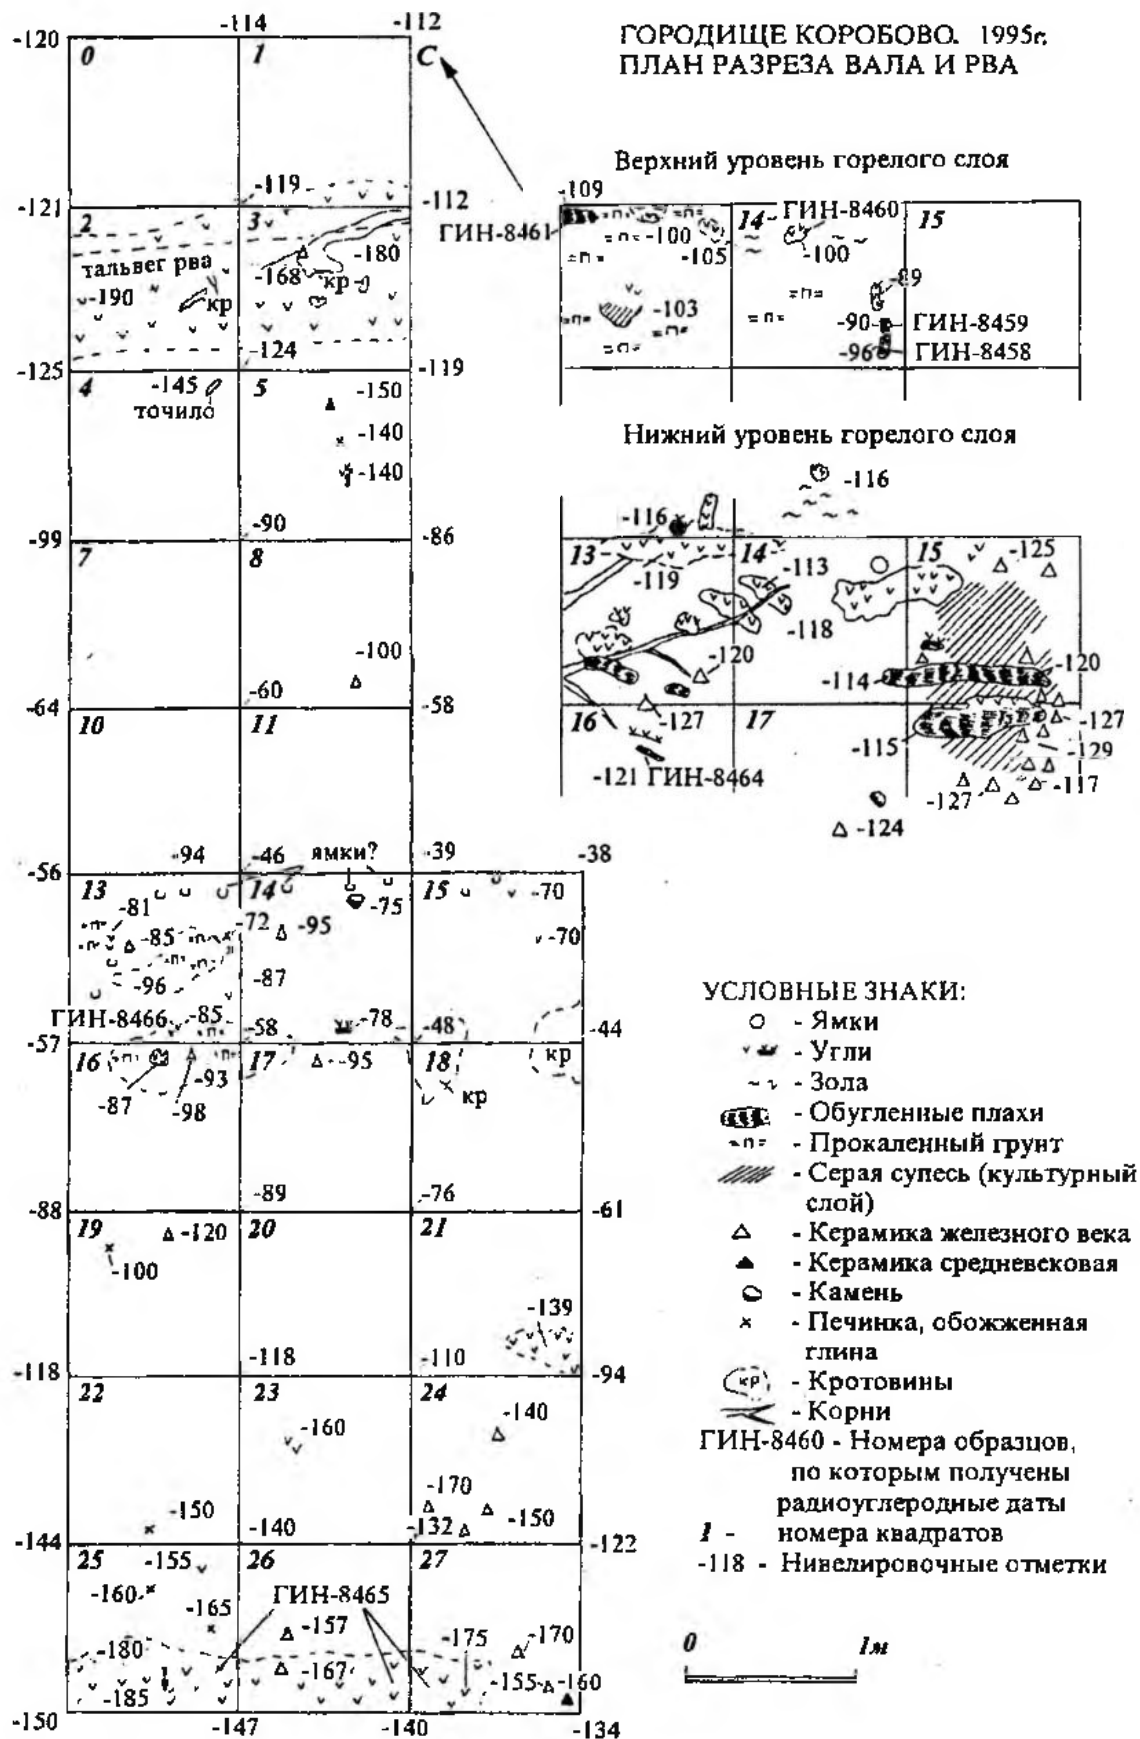 ГОРОДИЩЕ КОРОБОВО. 1995г.
ПЛАН РАЗРЕЗА ВАЛА И РВА
-114 -112
-120
0 1 С
-119
-121 -112
2 3
тальвег рва
-180
-168 кр
-190 кр
-124
-125 -119
4 -145 5 -150
точило
-140
-140
-90
-99 -86
7 8
-100
-60
-64 -58
10 11
-94 -46 ямки? -39 -38
-56
13 14 15
-70
-81 -75
-85 -72 -95
-70
-96 -87
ГИН-8466 -85 -58 -78 -48 -44
-57
16 17 -95 18 кр
-93 кр
-87 -98
-89 -76
-88 -61
19 -120 20 21
-100
-139
-118 -110
-118 -94
22 23 24
-160 -140
-170
-150 -150
-140 -132
-144 -122
25 -155 26 27
-160 ГИН-8465
-165 -157 -175 -170
-180
-167 -155 -160
-185
-150 -147 -140 -134
Верхний уровень горелого слоя
-109
14 ГИН-8460 15
ГИН-8461 -100
-105 -100
-89
-103
-90 ГИН-8459
-96 ГИН-8458
Нижний уровень горелого слоя
-116
-116
13 14 15 -125
-119 -113
-118
-120 -120
-114
16 -127 17 -127
-115 -129
-121 ГИН-8464 -117
-127
-124
УСЛОВНЫЕ ЗНАКИ:
- Ямки
- Угли
- Зола
- Обугленные плахи
- Прокаленный грунт
- Серая супесь (культурный
слой)
- Керамика железного века
- Керамика средневековая
- Камень
- Печинка, обожженная
глина
кр - Кротовины
- Корни
ГИН-8460 - Номера образцов,
по которым получены
радиоуглеродные даты
1 - номера квадратов
-118 - Нивелировочные отметки
0 1м